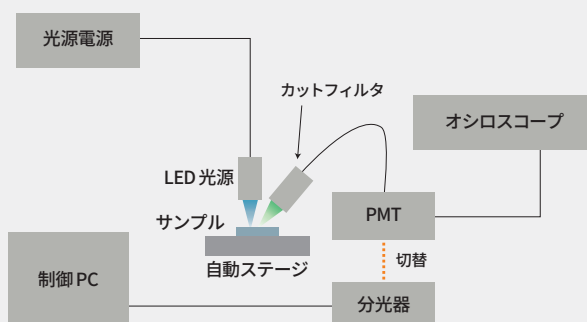 光源電源
カットフィルタ
オシロスコープ
LED 光源
PMT
サンプル
切替
自動ステージ
制御 PC
分光器